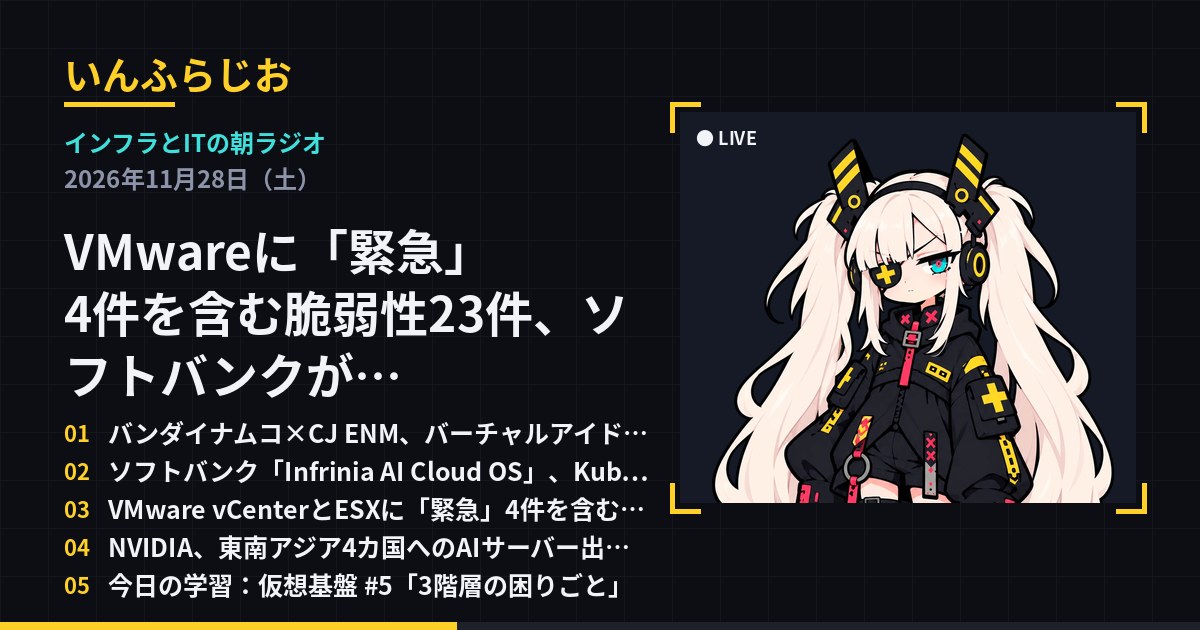 いんふらじお
インフラとITの朝ラジオ
2026年11月28日（土）
VMwareに「緊急」
4件を含む脆弱性23件、ソ
フトバンクが…
01 バンダイナムコ×CJ ENM、バーチャルアイド…
02 ソフトバンク「Infrinia AI Cloud OS」、Kub…
03 VMware vCenterとESXに「緊急」4件を含む…
04 NVIDIA、東南アジア4カ国へのAIサーバー出…
05 今日の学習：仮想基盤 #5「3階層の困りごと」
LIVE